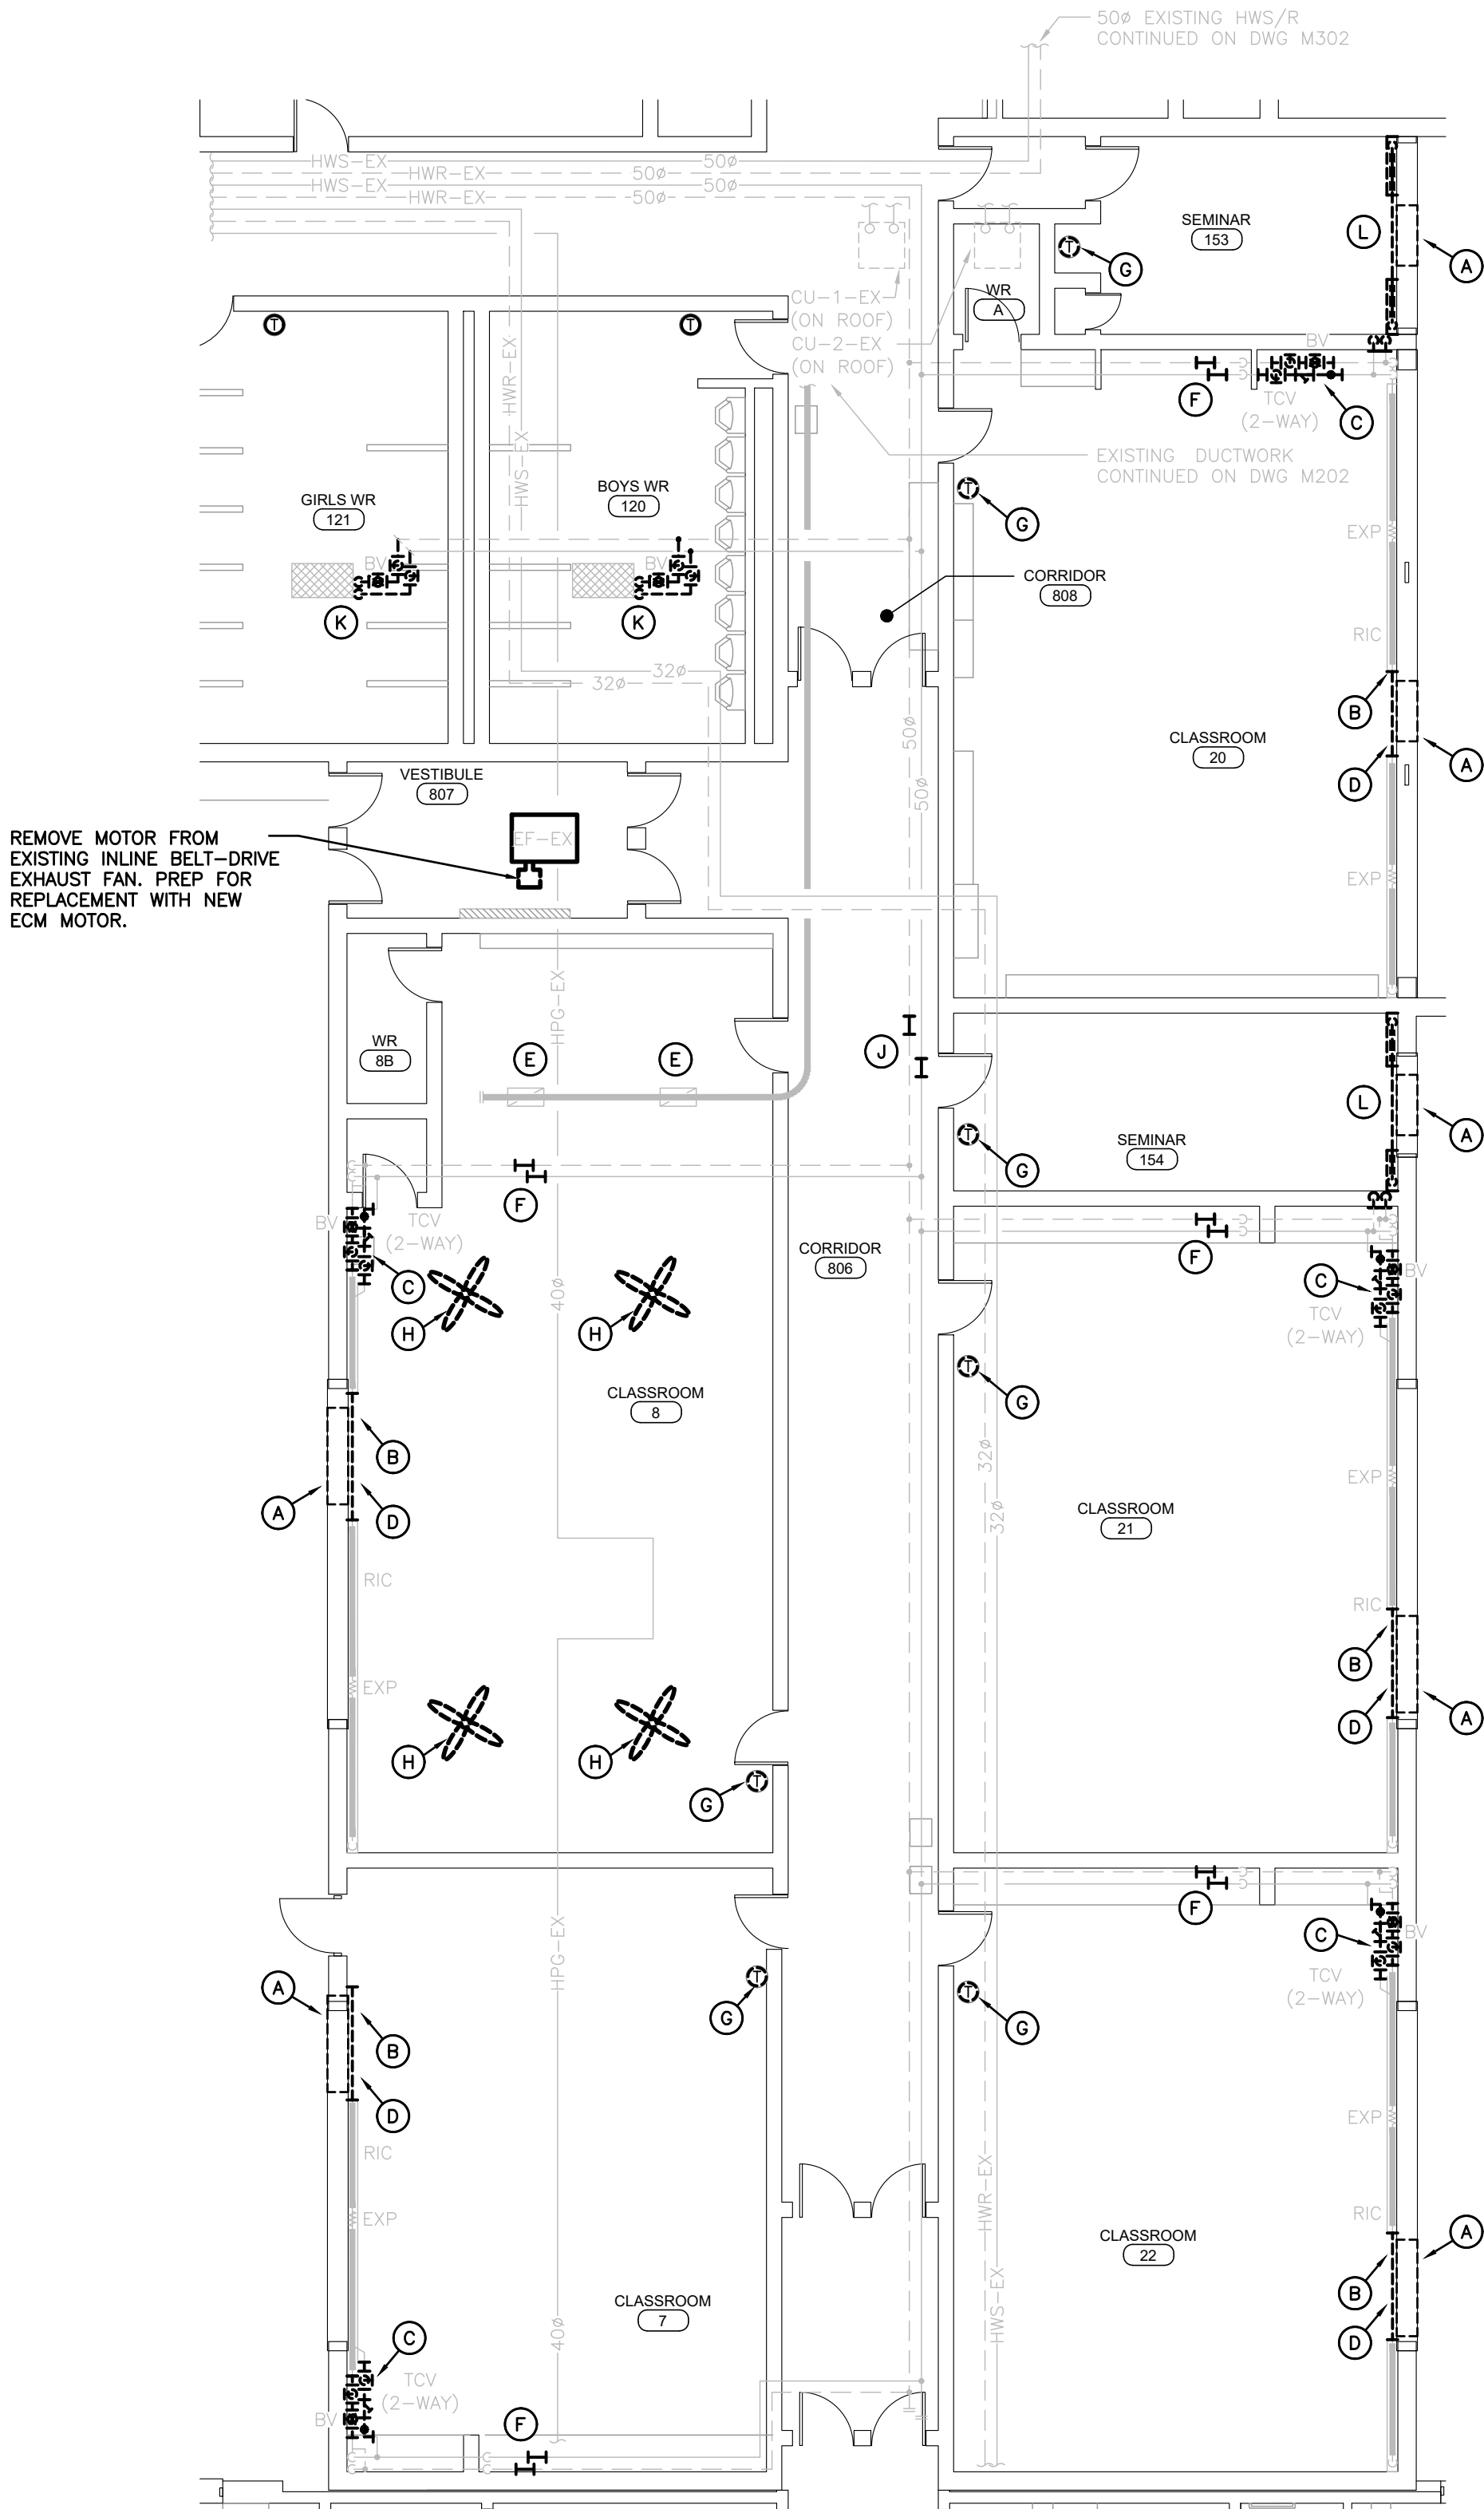 50ø EXISTING HWS/R
CONTINUED ON DWG M302
HWS-EX 50ø
HWR-EX 50ø
HWS-EX 50ø
HWR-EX 50ø
SEMINAR
153
L
A
T
G
WR
A
CU-1-EX
(ON ROOF)
CU-2-EX
(ON ROOF)
T
T
HWR-EX
HWS-EX
BV
F
TCV
(2-WAY)
C
EXISTING DUCTWORK
CONTINUED ON DWG M202
GIRLS WR
121
BOYS WR
120
T
G
EXP
BV
BV
K
K
CORRIDOR
808
RIC
32ø
32ø
B
50ø
50ø
CLASSROOM
20
A
D
VESTIBULE
807
REMOVE MOTOR FROM
EXISTING INLINE BELT-DRIVE
EXHAUST FAN. PREP FOR
REPLACEMENT WITH NEW
ECM MOTOR.
EF-EX
EXP
HPG-EX
WR
8B
E
E
J
L
A
T
G
SEMINAR
154
F
BV
TCV
(2-WAY)
C
H
H
40ø
CORRIDOR
806
F
C
BV
TCV
(2-WAY)
T
G
CLASSROOM
8
B
A
D
32ø
32ø
EXP
CLASSROOM
21
RIC
RIC
EXP
B
A
D
H
H
T
G
F
C
BV
TCV
(2-WAY)
HPG-EX
T
G
T
G
A
B
D
RIC
EXP
EXP
HWR-EX
HWS-EX
RIC
CLASSROOM
22
A
B
D
CLASSROOM
7
40ø
C
TCV
(2-WAY)
BV
F